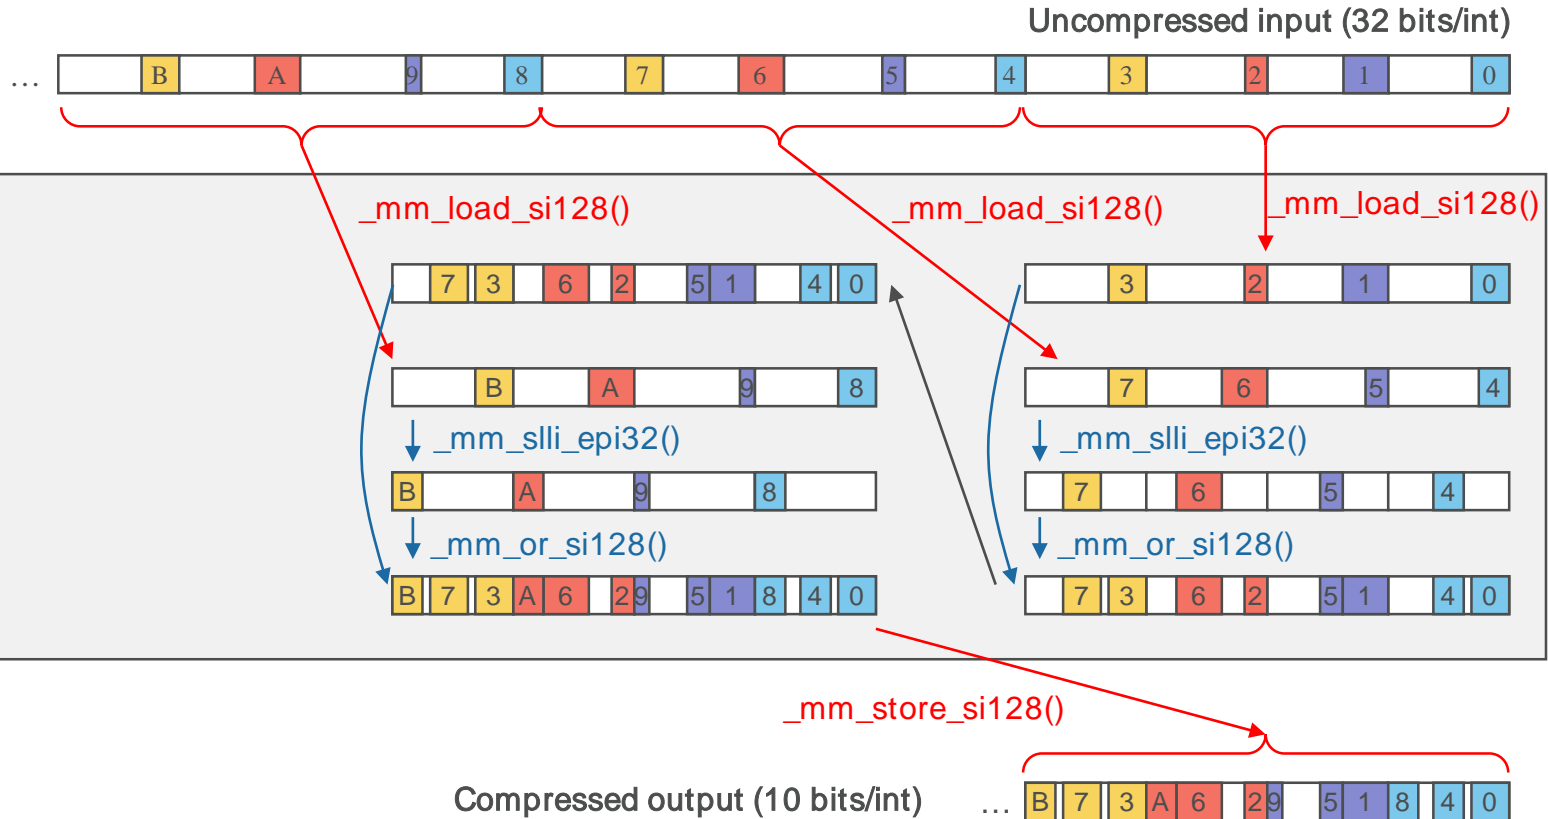 Uncompressed input (32 bits/int)
… B A 9 8 7 6 5 4 3 2 1 0
_mm_load_si128() _mm_load_si128() _mm_load_si128()
7 3 6 2 5 1 4 0 3 2 1 0
B A 9 8 7 6 5 4
_mm_slli_epi32() _mm_slli_epi32()
B A 9 8 7 6 5 4
_mm_or_si128() _mm_or_si128()
B 7 3 A 6 2 9 5 1 8 4 0 7 3 6 2 5 1 4 0
_mm_store_si128()
Compressed output (10 bits/int) … B 7 3 A 6 2 9 5 1 8 4 0